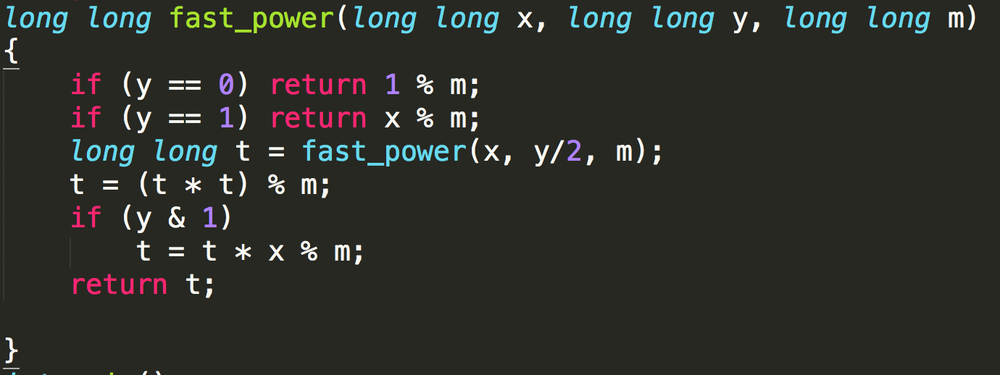 long long fast_power(long long x, long long y, long long m)
{
    if (y == 0) return 1 % m;
    if (y == 1) return x % m;
    long long t = fast_power(x, y/2, m);
    t = (t * t) % m;
    if (y & 1)
        t = t * x % m;
    return t;
}